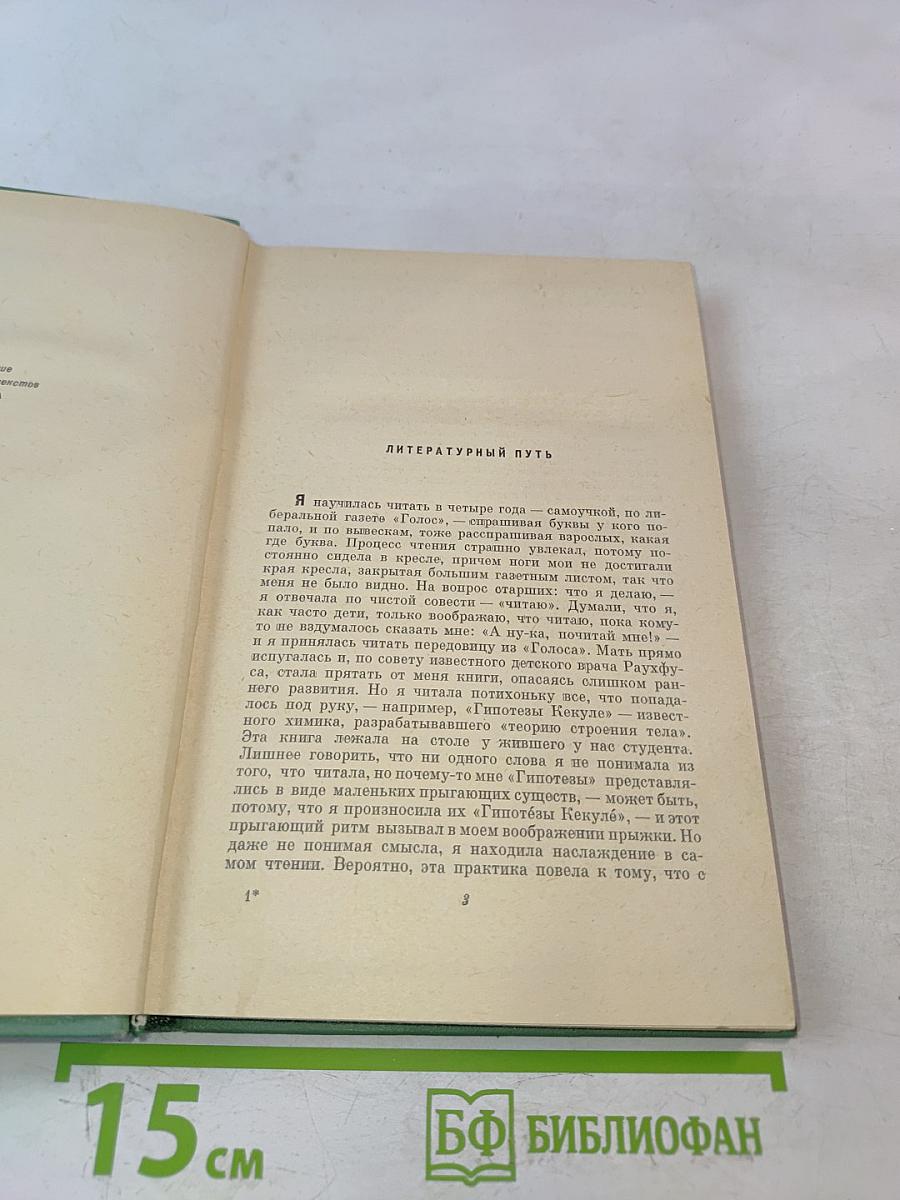 ше
текстов
А
ЛИТЕРАТУРНЫЙ ПУТЬ
Я научилась читать в четыре года — самоучкой, по ли-
беральной газете «Голос», — спрашивая буквы у кого по-
пало, и по вывескам, тоже расспрашивая взрослых, какая
где буква. Процесс чтения страшно увлекал, потому по-
стоянно сидела в кресле, причем ноги мои не достигали
края кресла, закрытая большим газетным листом, так что
меня не было видно. На вопрос старших: что я делаю, —
я отвечала по чистой совести — «читаю». Думали, что я,
как часто дети, только воображаю, что читаю, пока кому-
то не вздумалось сказать мне: «А ну-ка, почитай мне!» —
и я принялась читать передовицу из «Голоса». Мать прямо
испугалась и, по совету известного детского врача Раухфу-
са, стала прятать от меня книги, опасаясь слишком ран-
него развития. Но я читала потихоньку все, что попада-
лось под руку, — например, «Гипотезы Кекуле» — извест-
ного химика, разрабатывавшего «теорию строения тела».
Эта книга лежала на столе у жившего у нас студента.
Лишнее говорить, что ни одного слова я не понимала из
того, что читала, но почему-то мне «Гипотезы» представля-
лись в виде маленьких прыгающих существ, — может быть,
потому, что я произносила их «Гипоте́зы Кекуле́», — и этот
прыгающий ритм вызывал в моем воображении прыжки. Но
даже не понимая смысла, я находила наслаждение в са-
мом чтении. Вероятно, эта практика повела к тому, что с
1*
3
15 см
БФ БИБЛИОФАН